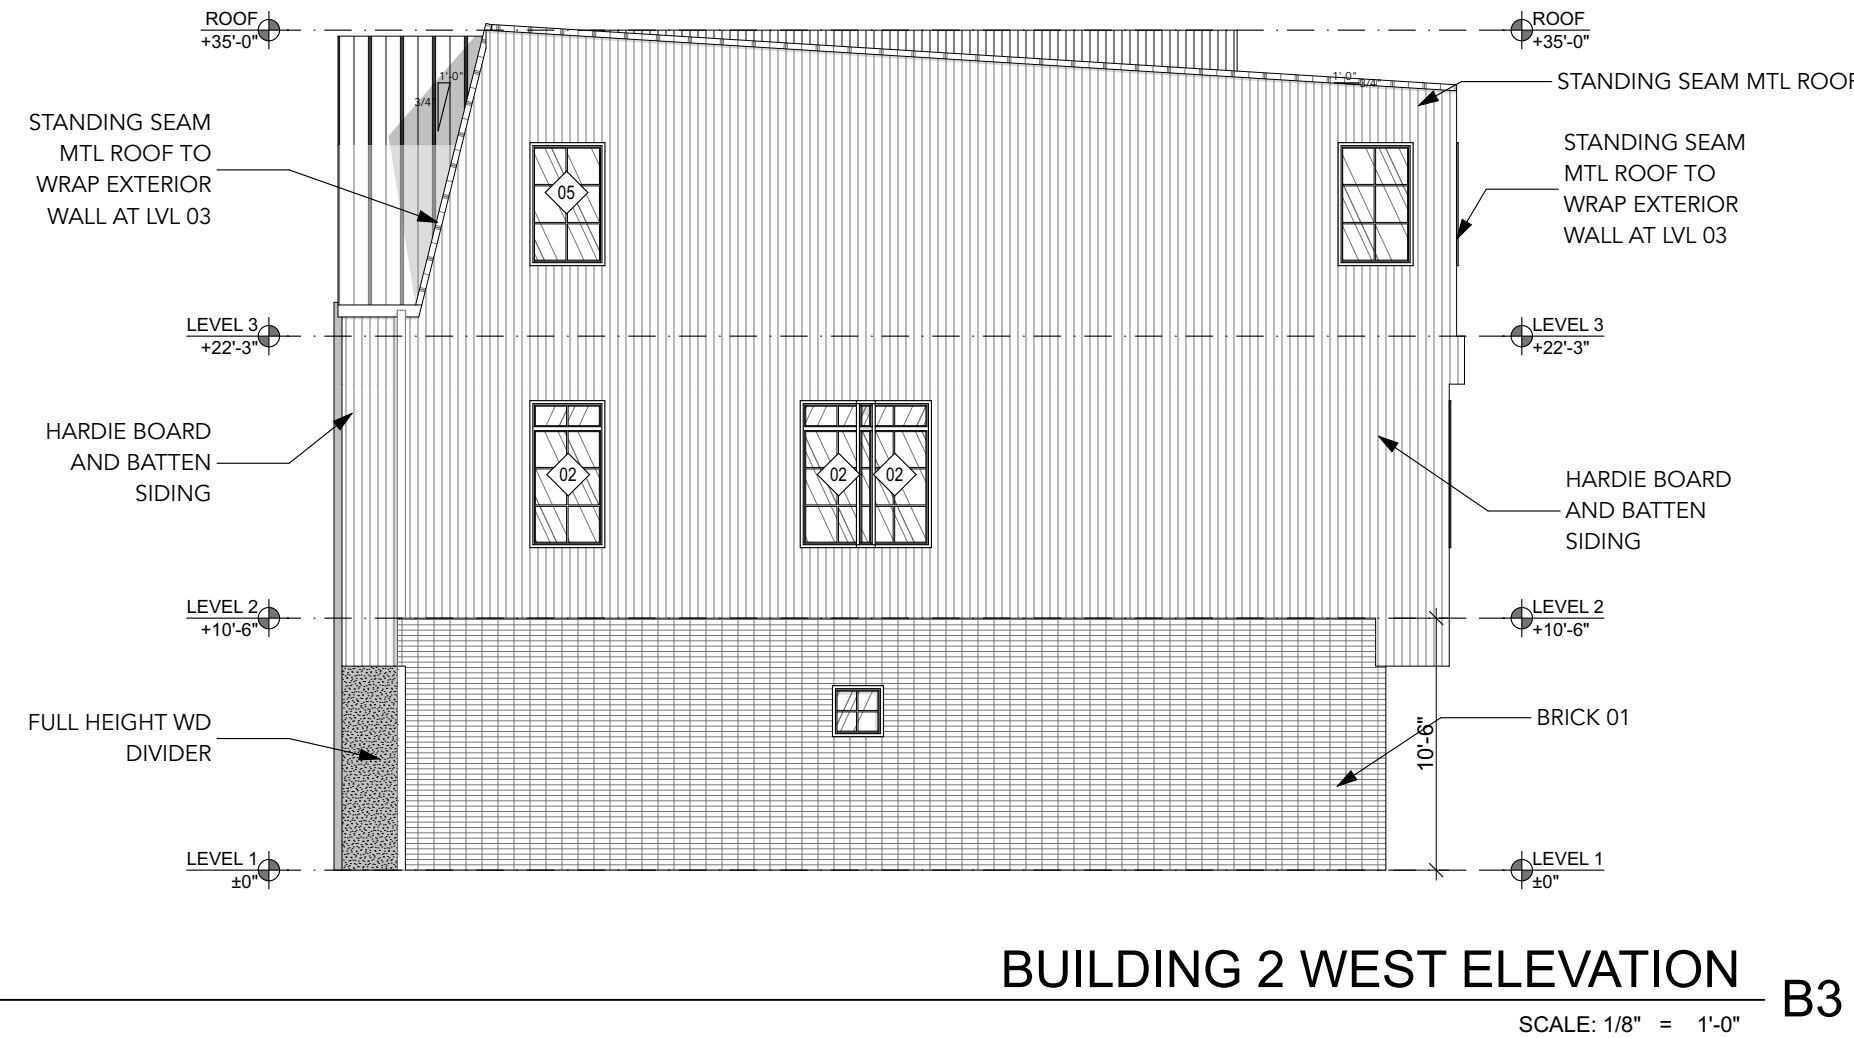 ROOF
+35'-0"
ROOF
+35'-0"
1'-0"
3/4"
1'-0"
3/4"
STANDING SEAM MTL ROOF
STANDING SEAM
MTL ROOF TO
WRAP EXTERIOR
WALL AT LVL 03
STANDING SEAM
MTL ROOF TO
WRAP EXTERIOR
WALL AT LVL 03
05
LEVEL 3
+22'-3"
LEVEL 3
+22'-3"
HARDIE BOARD
AND BATTEN
SIDING
02
02
02
HARDIE BOARD
AND BATTEN
SIDING
LEVEL 2
+10'-6"
LEVEL 2
+10'-6"
FULL HEIGHT WD
DIVIDER
10'-6"
BRICK 01
LEVEL 1
±0"
LEVEL 1
±0"
BUILDING 2 WEST ELEVATION
B3
SCALE: 1/8" = 1'-0"